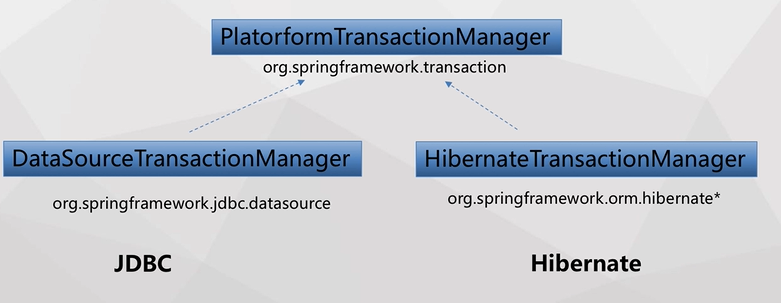 PlatorformTransactionManager
org.springframework.transaction
DataSourceTransactionManager
HibernateTransactionManager
org.springframework.jdbc.datasource
org.springframework.orm.hibernate*
JDBC
Hibernate